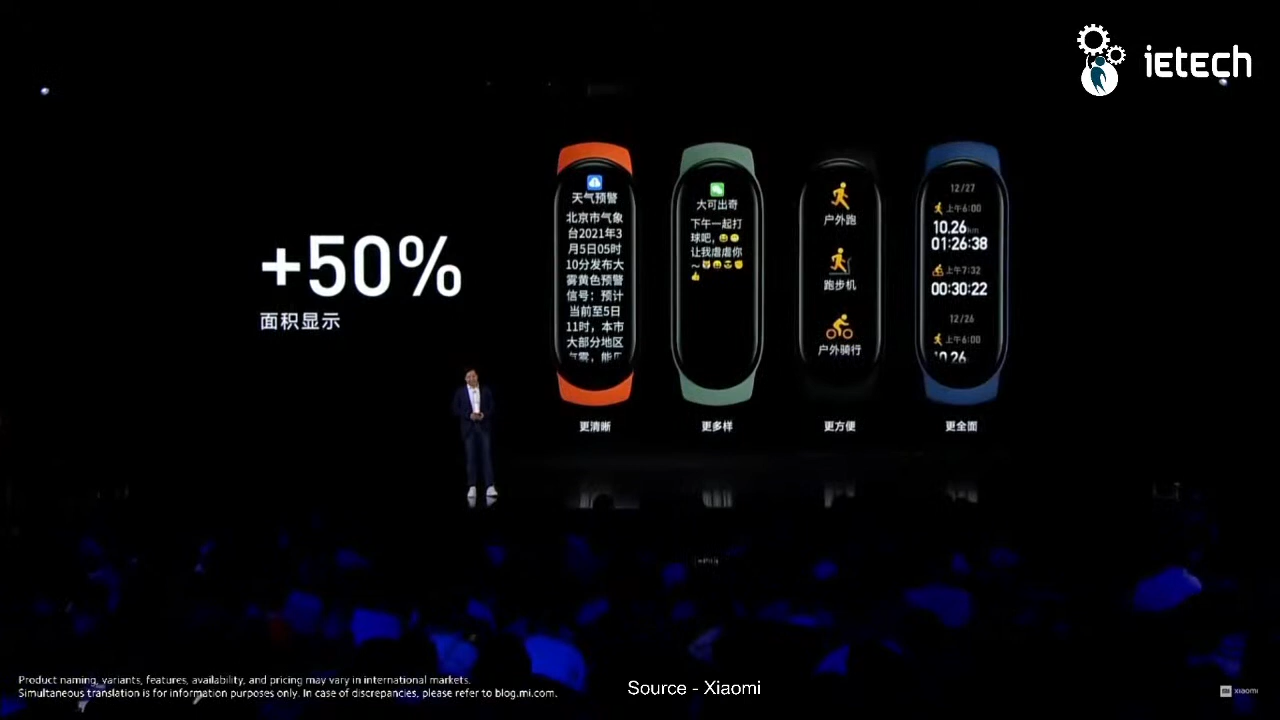 ietech
+50%
面积显示
天气预警
北京市气象
台2021年3
月5日05时
10分发布大
雾黄色预警
信号：预计
当前至5日
11时，本市
大部分地区
更清晰
大可出奇
下午一起打
球吧，😆😁
让我虐虐你
更多样
户外跑
跑步机
户外骑行
更方便
12/27
上午6:00
10.26km
01:26:38
上午7:32
00:30:22
12/26
上午6:00
10.26
更全面
Product naming, variants, features, availability, and pricing may vary in international markets.
Simultaneous translation is for information purposes only. In case of discrepancies, please refer to blog.mi.com.
Source - Xiaomi
xiaomi